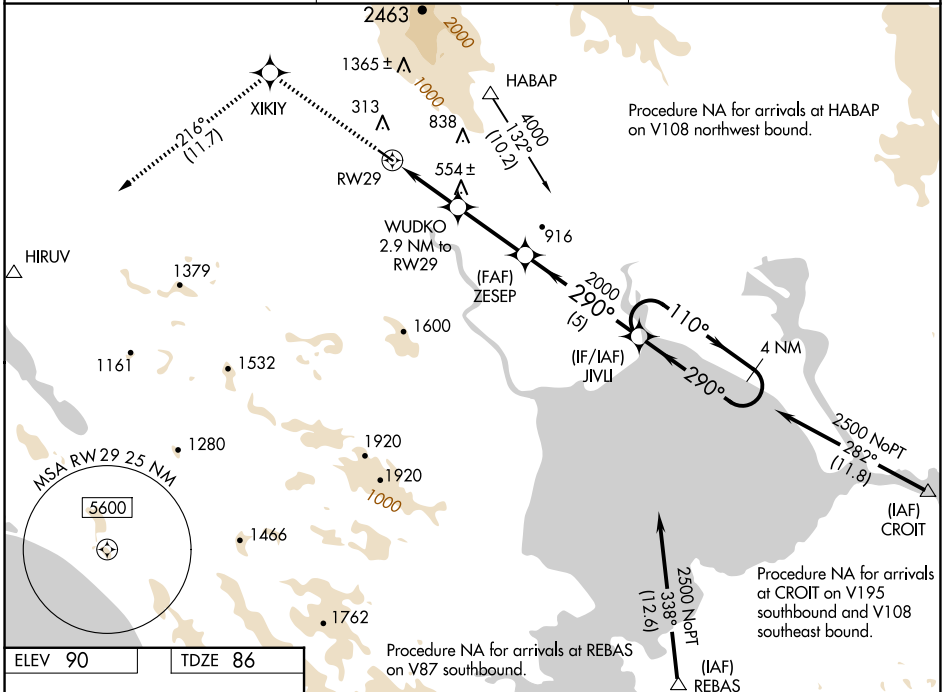 2463
2000
1365 ±
1000
HABAP
XIKIY
313
838
4000
132°
(10.2)
Procedure NA for arrivals at HABAP
on V108 northwest bound.
216°
(11.7)
RW29
554 ±
WUDKO
2.9 NM to
RW29
916
HIRUV
1379
(FAF)
ZESEP
2000
290°
(5)
110°
4 NM
1600
(IF/IAF)
JIVLI
290°
1161
1532
1280
1920
1920
1000
2500 NoPT
282°
(11.8)
(IAF)
CROIT
MSA RW 29 25 NM
5600
1466
1762
2500 NoPT
338°
(12.6)
Procedure NA for arrivals
at CROIT on V195
southbound and V108
southeast bound.
Procedure NA for arrivals at REBAS
on V87 southbound.
(IAF)
REBAS
ELEV 90
TDZE 86